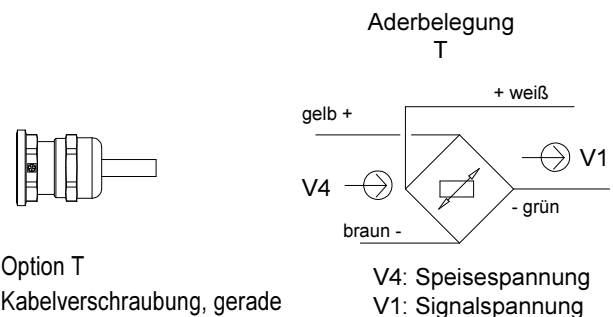 Aderbelegung
T
+ weiß
gelb +
V1
V4
- grün
braun -
Option T
Kabelverschraubung, gerade
V4: Speisespannung
V1: Signalspannung